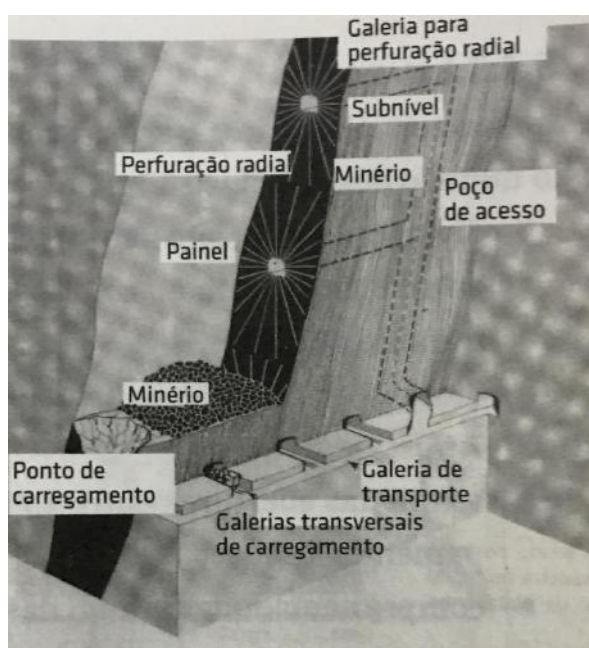 Galeria para
perfuração radial
Subnível
Perfuração radial
Minério
Poço
de acesso
Painel
Minério
Ponto de
carregamento
Galeria de
transporte
Galerias transversais
de carregamento